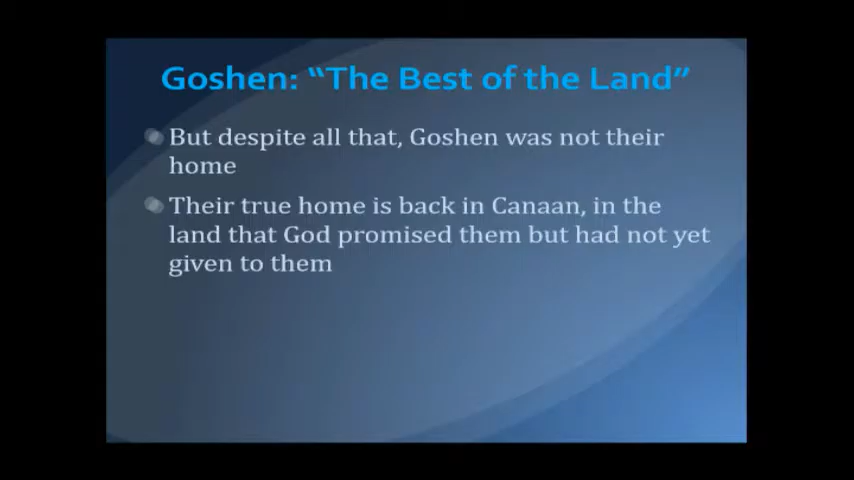 Goshen: “The Best of the Land”
But despite all that, Goshen was not their
home
Their true home is back in Canaan, in the
land that God promised them but had not yet
given to them